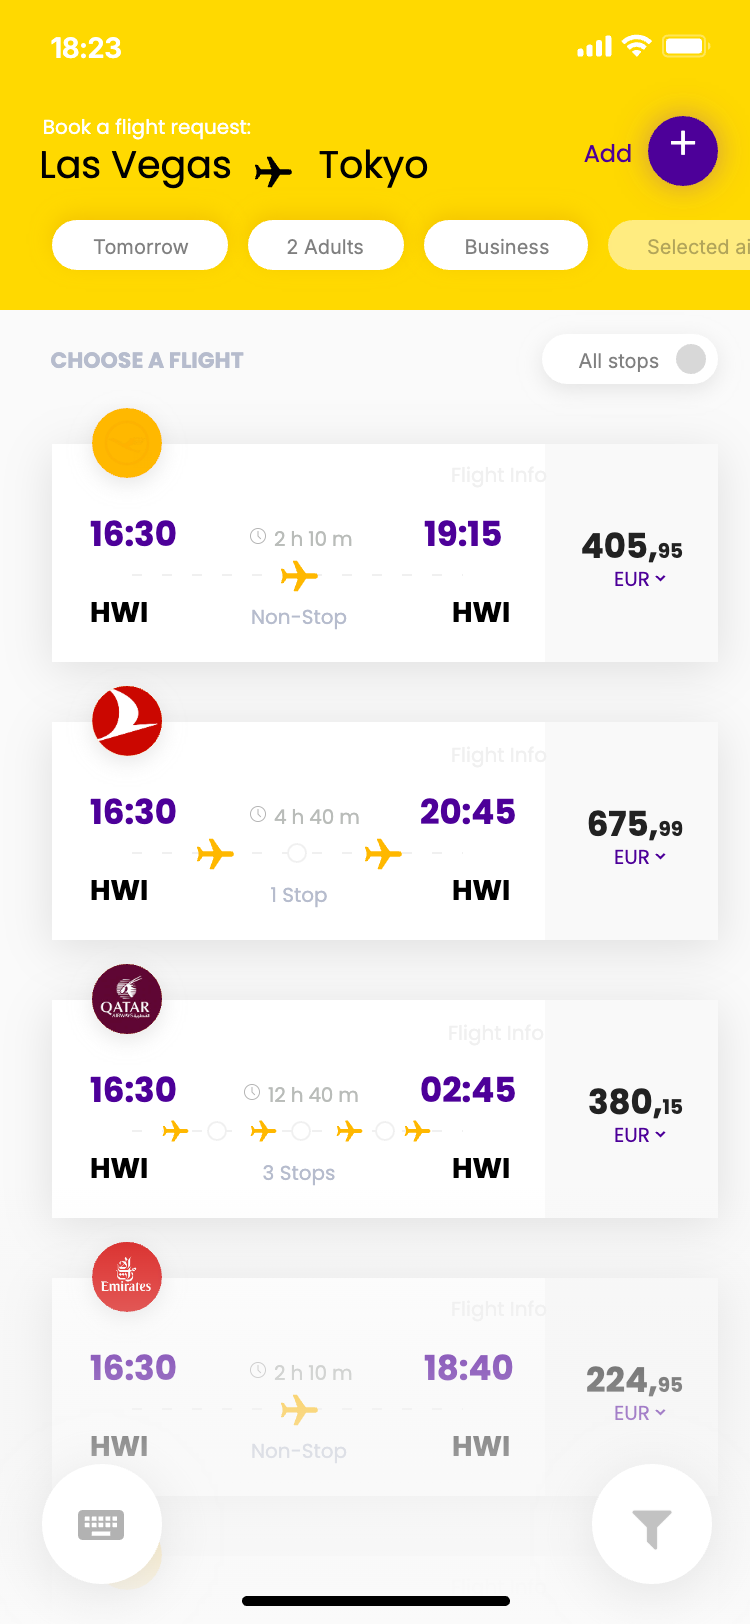 18:23
Book a flight request:
Las Vegas Tokyo
Add +
Tomorrow 2 Adults Business Selected ai
CHOOSE A FLIGHT
All stops
Flight Info
16:30 2 h 10 m 19:15
HWI Non-Stop HWI
405,95
EUR
Flight Info
16:30 4 h 40 m 20:45
HWI 1 Stop HWI
675,99
EUR
QATAR
AIRWAYS القطرية
Flight Info
16:30 12 h 40 m 02:45
HWI 3 Stops HWI
380,15
EUR
Emirates
Flight Info
16:30 2 h 10 m 18:40
HWI Non-Stop HWI
224,95
EUR